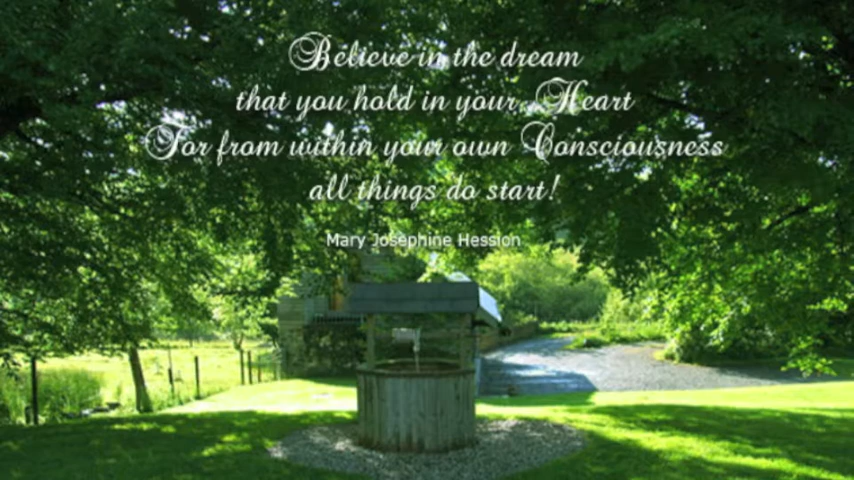 Believe in the dream
that you hold in your...Heart
For from within your own Consciousness
all things do start!
Mary Josephine Hession